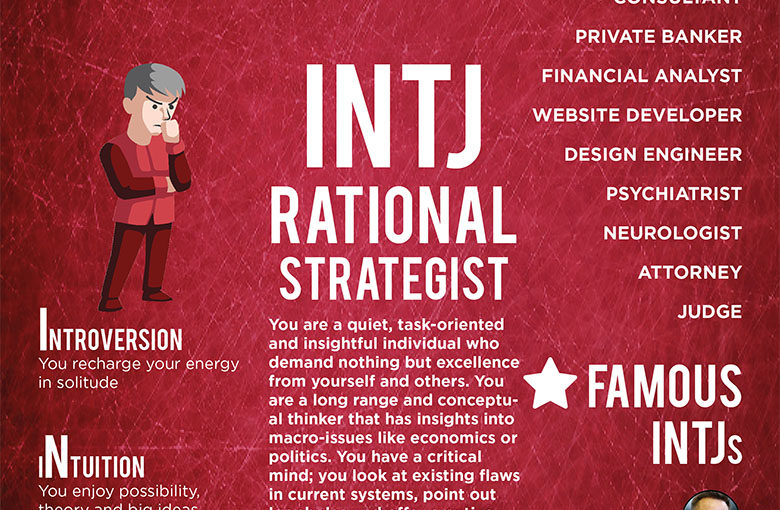 INTJ
RATIONAL
STRATEGIST
You are a quiet, task-oriented
and insightful individual who
demand nothing but excellence
from yourself and others. You
are a long range and conceptu-
al thinker that has insights into
macro-issues like economics or
politics. You have a critical
mind; you look at existing flaws
in current systems, point out
INTROVERSION
You recharge your energy
in solitude
INTUITION
You enjoy possibility,
theory and big ideas
CONSULTANT
PRIVATE BANKER
FINANCIAL ANALYST
WEBSITE DEVELOPER
DESIGN ENGINEER
PSYCHIATRIST
NEUROLOGIST
ATTORNEY
JUDGE
FAMOUS
INTJs